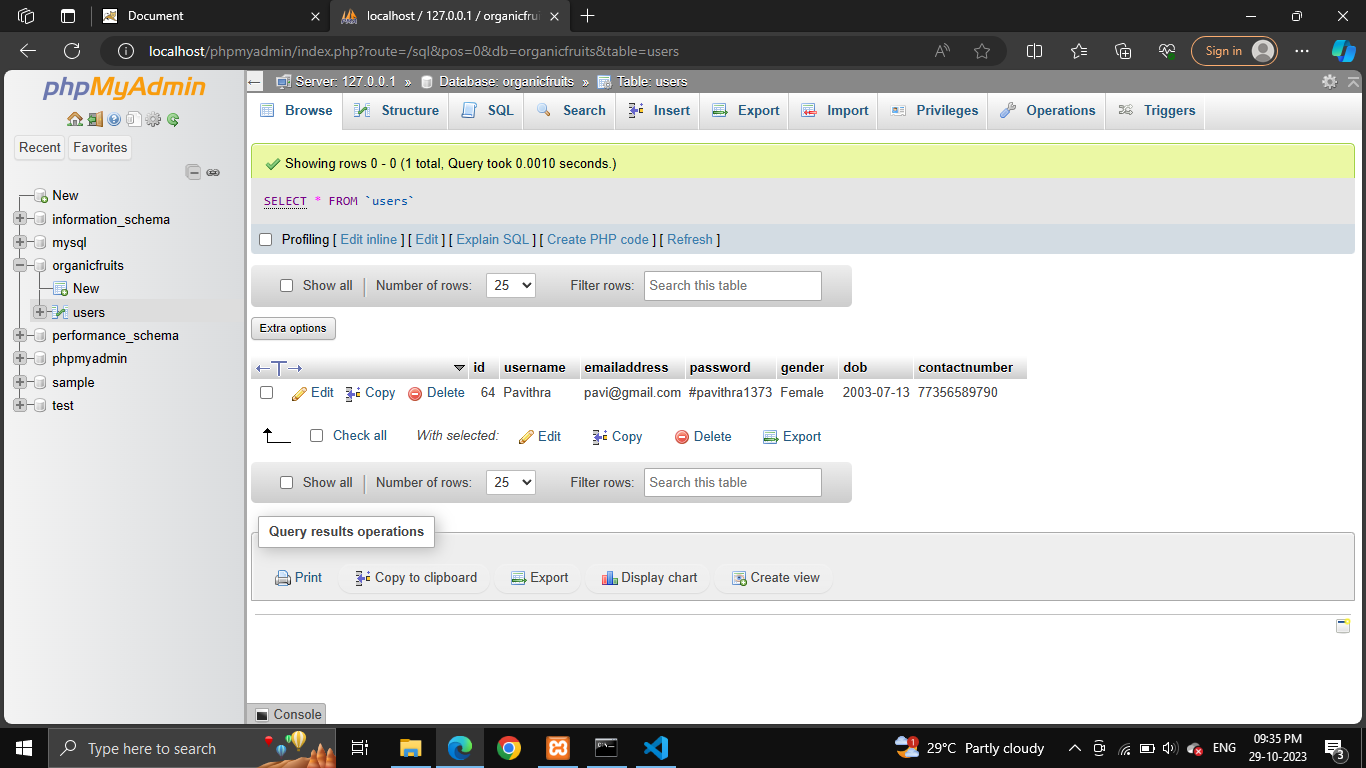 Document
localhost / 127.0.0.1 / organicfrui
localhost/phpmyadmin/index.php?route=/sql&pos=0&db=organicfruits&table=users
Sign in
phpMyAdmin
Recent Favorites
New
information_schema
mysql
organicfruits
New
users
performance_schema
phpmyadmin
sample
test
Server: 127.0.0.1 » Database: organicfruits » Table: users
Browse Structure SQL Search Insert Export Import Privileges Operations Triggers
Showing rows 0 - 0 (1 total, Query took 0.0010 seconds.)
SELECT * FROM `users`
Profiling [ Edit inline ] [ Edit ] [ Explain SQL ] [ Create PHP code ] [ Refresh ]
Show all Number of rows: 25 Filter rows: Search this table
Extra options
id username emailaddress password gender dob contactnumber
Edit Copy Delete 64 Pavithra pavi@gmail.com #pavithra1373 Female 2003-07-13 77356589790
Check all With selected: Edit Copy Delete Export
Show all Number of rows: 25 Filter rows: Search this table
Query results operations
Print Copy to clipboard Export Display chart Create view
Console
Type here to search
1 29°C Partly cloudy ENG 09:35 PM
29-10-2023 3